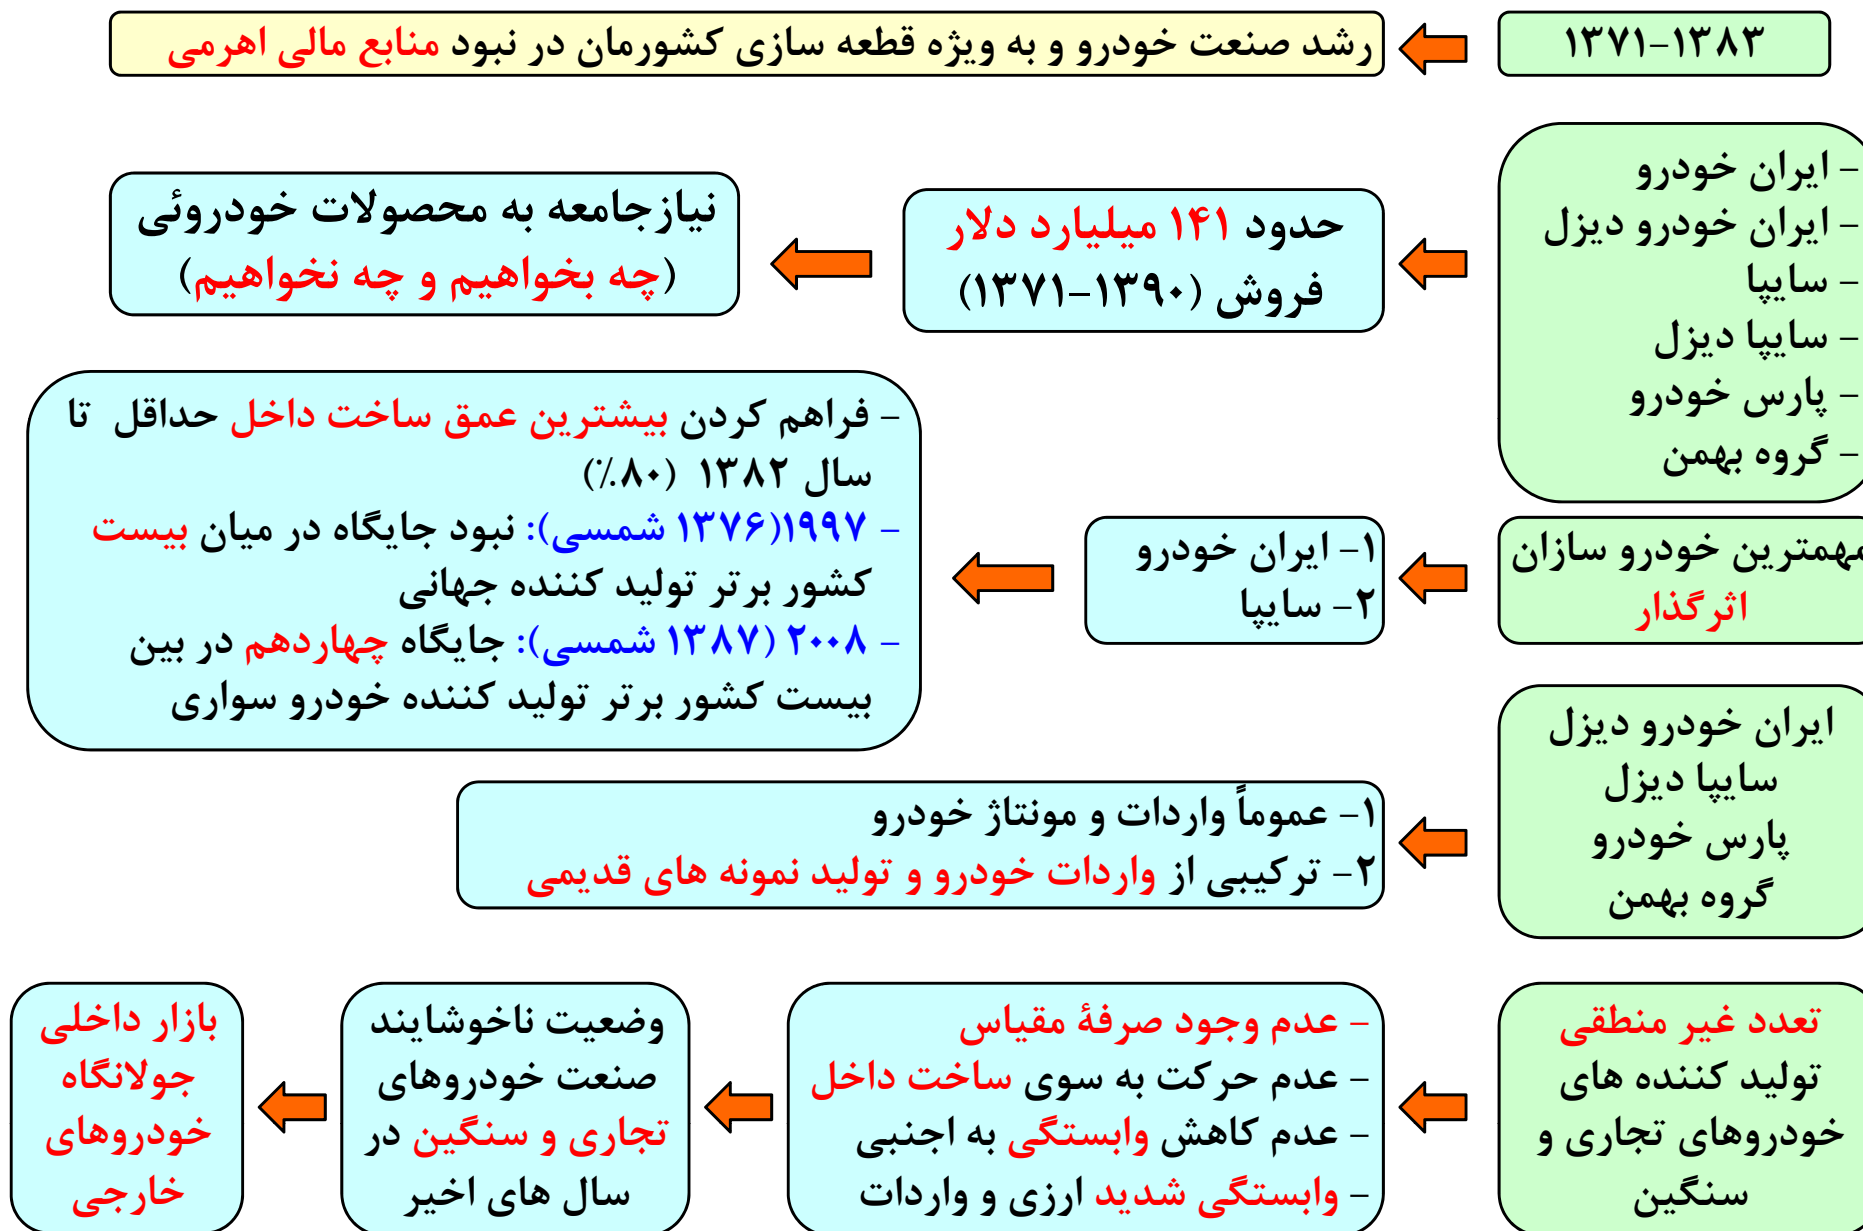 ۱۳۷۱-۱۳۸۳
رشد صنعت خودرو و به ویژه قطعه سازی کشورمان در نبود منابع مالی اهرمی
- ایران خودرو
- ایران خودرو دیزل
- سایپا
- سایپا دیزل
- پارس خودرو
- گروه بهمن
حدود ۱۴۱ میلیارد دلار
فروش (۱۳۹۰-۱۳۷۱)
نیازجامعه به محصولات خودروئی
(چه بخواهیم و چه نخواهیم)
مهمترین خودرو سازان
اثرگذار
۱- ایران خودرو
۲- سایپا
- فراهم کردن بیشترین عمق ساخت داخل حداقل تا
سال ۱۳۸۲ (۸۰٪)
- ۱۹۹۷(۱۳۷۶ شمسی): نبود جایگاه در میان بیست
کشور برتر تولید کننده جهانی
- ۲۰۰۸ (۱۳۸۷ شمسی): جایگاه چهاردهم در بین
بیست کشور برتر تولید کننده خودرو سواری
ایران خودرو دیزل
سایپا دیزل
پارس خودرو
گروه بهمن
۱- عموماً واردات و مونتاژ خودرو
۲- ترکیبی از واردات خودرو و تولید نمونه های قدیمی
تعدد غیر منطقی
تولید کننده های
خودروهای تجاری و
سنگین
- عدم وجود صرفهٔ مقیاس
- عدم حرکت به سوی ساخت داخل
- عدم کاهش وابستگی به اجنبی
- وابستگی شدید ارزی و واردات
وضعیت ناخوشایند
صنعت خودروهای
تجاری و سنگین در
سال های اخیر
بازار داخلی
جولانگاه
خودروهای
خارجی